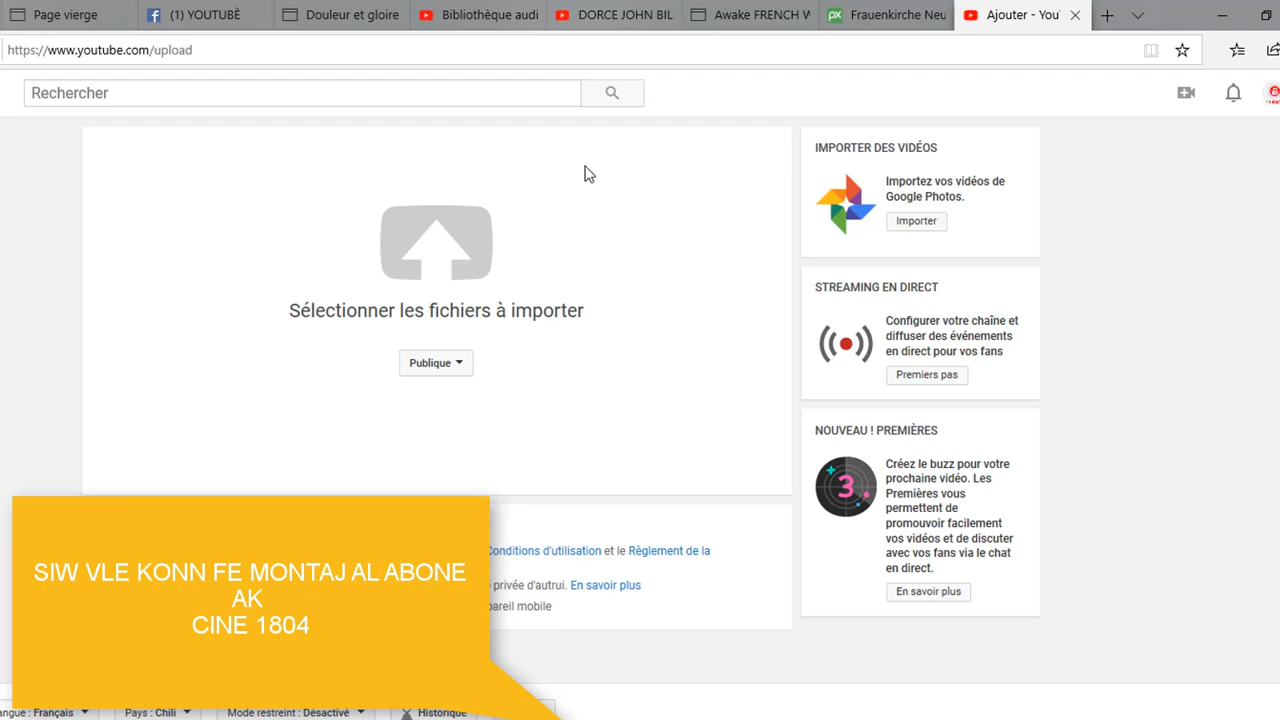 Page vierge
(1) YOUTUBÈ
Douleur et gloire
Bibliothèque audi
DORCE JOHN BIL
Awake FRENCH
Frauenkirche Neu
Ajouter - You
https://www.youtube.com/upload
Rechercher
Sélectionner les fichiers à importer
Publique
IMPORTER DES VIDÉOS
Importez vos vidéos de
Google Photos.
Importer
STREAMING EN DIRECT
Configurer votre chaîne et
diffuser des événements
en direct pour vos fans
Premiers pas
NOUVEAU ! PREMIÈRES
3
Créez le buzz pour votre
prochaine vidéo. Les
Premières vous
permettent de
promouvoir facilement
vos vidéos et de discuter
avec vos fans via le chat
en direct.
En savoir plus
Conditions d'utilisation et le Règlement de la
privée d'autrui. En savoir plus
pareil mobile
SIW VLE KONN FE MONTAJ AL ABONE
AK
CINE 1804
angue : Français
Pays : Chili
Mode restreint : Désactivé
Historique